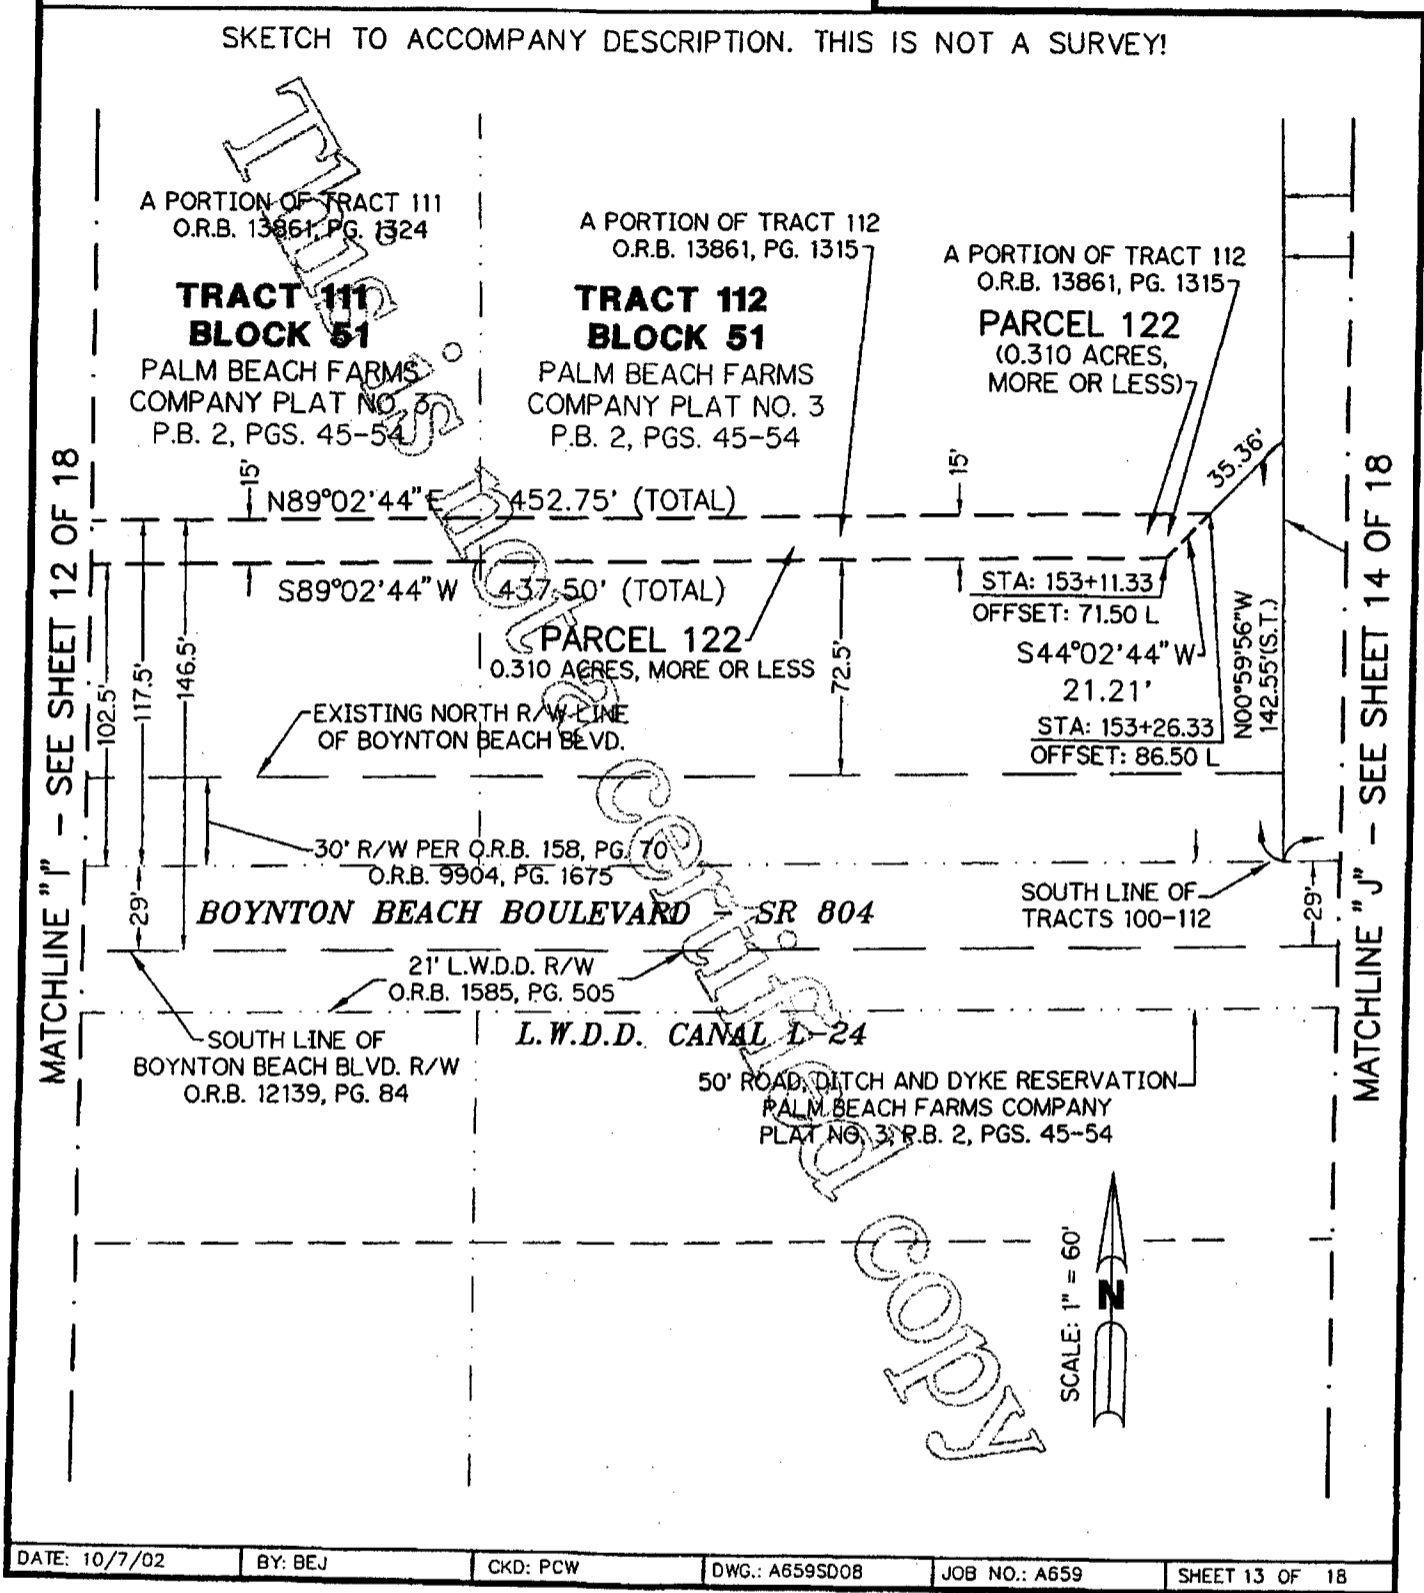 SKETCH TO ACCOMPANY DESCRIPTION. THIS IS NOT A SURVEY!
A PORTION OF TRACT 111
O.R.B. 13861, PG. 1324
TRACT 111
BLOCK 51
PALM BEACH FARMS
COMPANY PLAT NO. 3
P.B. 2, PGS. 45-54
A PORTION OF TRACT 112
O.R.B. 13861, PG. 1315
TRACT 112
BLOCK 51
PALM BEACH FARMS
COMPANY PLAT NO. 3
P.B. 2, PGS. 45-54
A PORTION OF TRACT 112
O.R.B. 13861, PG. 1315
PARCEL 122
(0.310 ACRES,
MORE OR LESS)
35.36'
15'
N89°02'44"E 452.75' (TOTAL)
15'
S89°02'44"W 437.50' (TOTAL)
PARCEL 122
0.310 ACRES, MORE OR LESS
STA: 153+11.33
OFFSET: 71.50 L
S44°02'44"W
21.21'
STA: 153+26.33
OFFSET: 86.50 L
N00°59'56"W
142.55'(S.T.)
102.5'
117.5'
146.5'
72.5'
EXISTING NORTH R/W LINE
OF BOYNTON BEACH BLVD.
30' R/W PER O.R.B. 158, PG. 70
O.R.B. 9904, PG. 1675
29'
BOYNTON BEACH BOULEVARD - SR 804
SOUTH LINE OF
TRACTS 100-112
29'
21' L.W.D.D. R/W
O.R.B. 1585, PG. 505
SOUTH LINE OF
BOYNTON BEACH BLVD. R/W
O.R.B. 12139, PG. 84
L.W.D.D. CANAL L-24
50' ROAD, DITCH AND DYKE RESERVATION
PALM BEACH FARMS COMPANY
PLAT NO. 3, P.B. 2, PGS. 45-54
MATCHLINE "I" - SEE SHEET 12 OF 18
MATCHLINE "J" - SEE SHEET 14 OF 18
SCALE: 1" = 60'
N
This is not a certified copy
DATE: 10/7/02
BY: BEJ
CKD: PCW
DWG.: A659SD08
JOB NO.: A659
SHEET 13 OF 18